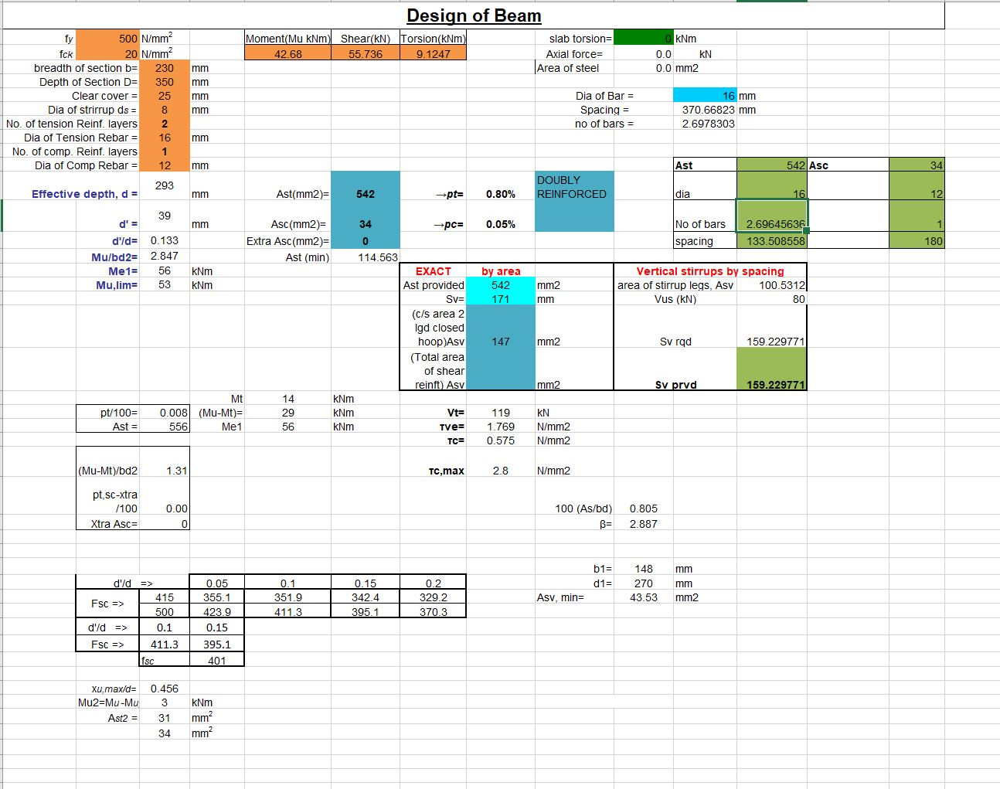 Design of Beam
fy 500 N/mm2 Moment(Mu kNm) Shear(kN) Torsion(kNm) slab torsion= 0 kNm
fck 20 N/mm2 42.68 55.736 9.1247 Axial force= 0.0 kN
breadth of section b= 230 mm Area of steel 0.0 mm2
Depth of Section D= 350 mm
Clear cover = 25 mm Dia of Bar = 16 mm
Dia of strirrup ds = 8 mm Spacing = 370.66823 mm
No. of tension Reinf. layers 2 no of bars = 2.6978303
Dia of Tension Rebar = 16 mm
No. of comp. Reinf. layers 1
Dia of Comp Rebar = 12 mm Ast 542 Asc 34
Effective depth, d = 293 mm Ast(mm2)= 542 →pt= 0.80% DOUBLY REINFORCED dia 16 12
d' = 39 mm Asc(mm2)= 34 →pc= 0.05% No of bars 2.69645636 1
d'/d= 0.133 Extra Asc(mm2)= 0 spacing 133.508558 180
Mu/bd2= 2.847 Ast (min) 114.563
Me1= 56 kNm EXACT by area Vertical stirrups by spacing
Mu,lim= 53 kNm Ast provided 542 mm2 area of stirrup legs, Asv 100.5312
Sv= 171 mm Vus (kN) 80
(c/s area 2
lgd closed
hoop)Asv 147 mm2 Sv rqd 159.229771
(Total area
of shear
reinft) Asv mm2 Sv prvd 159.229771
Mt 14 kNm
pt/100= 0.008 (Mu-Mt)= 29 kNm Vt= 119 kN
Ast = 556 Me1 56 kNm τve= 1.769 N/mm2
τc= 0.575 N/mm2
(Mu-Mt)/bd2 1.31 τc,max 2.8 N/mm2
pt,sc-xtra
/100 0.00 100 (As/bd) 0.805
Xtra Asc= 0 β= 2.887
b1= 148 mm
d'/d => 0.05 0.1 0.15 0.2 d1= 270 mm
Fsc => 415 355.1 351.9 342.4 329.2 Asv, min= 43.53 mm2
500 423.9 411.3 395.1 370.3
d'/d => 0.1 0.15
Fsc => 411.3 395.1
fsc 401
xu,max/d= 0.456
Mu2=Mu-Mu 3 kNm
Ast2 = 31 mm2
34 mm2